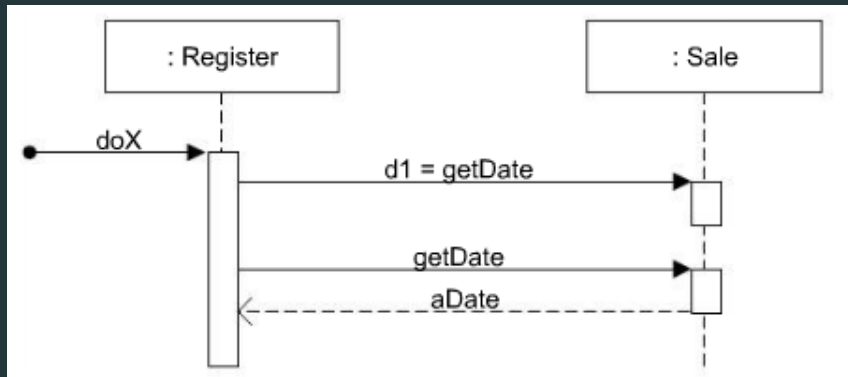 : Register
: Sale
doX
d1 = getDate
getDate
aDate